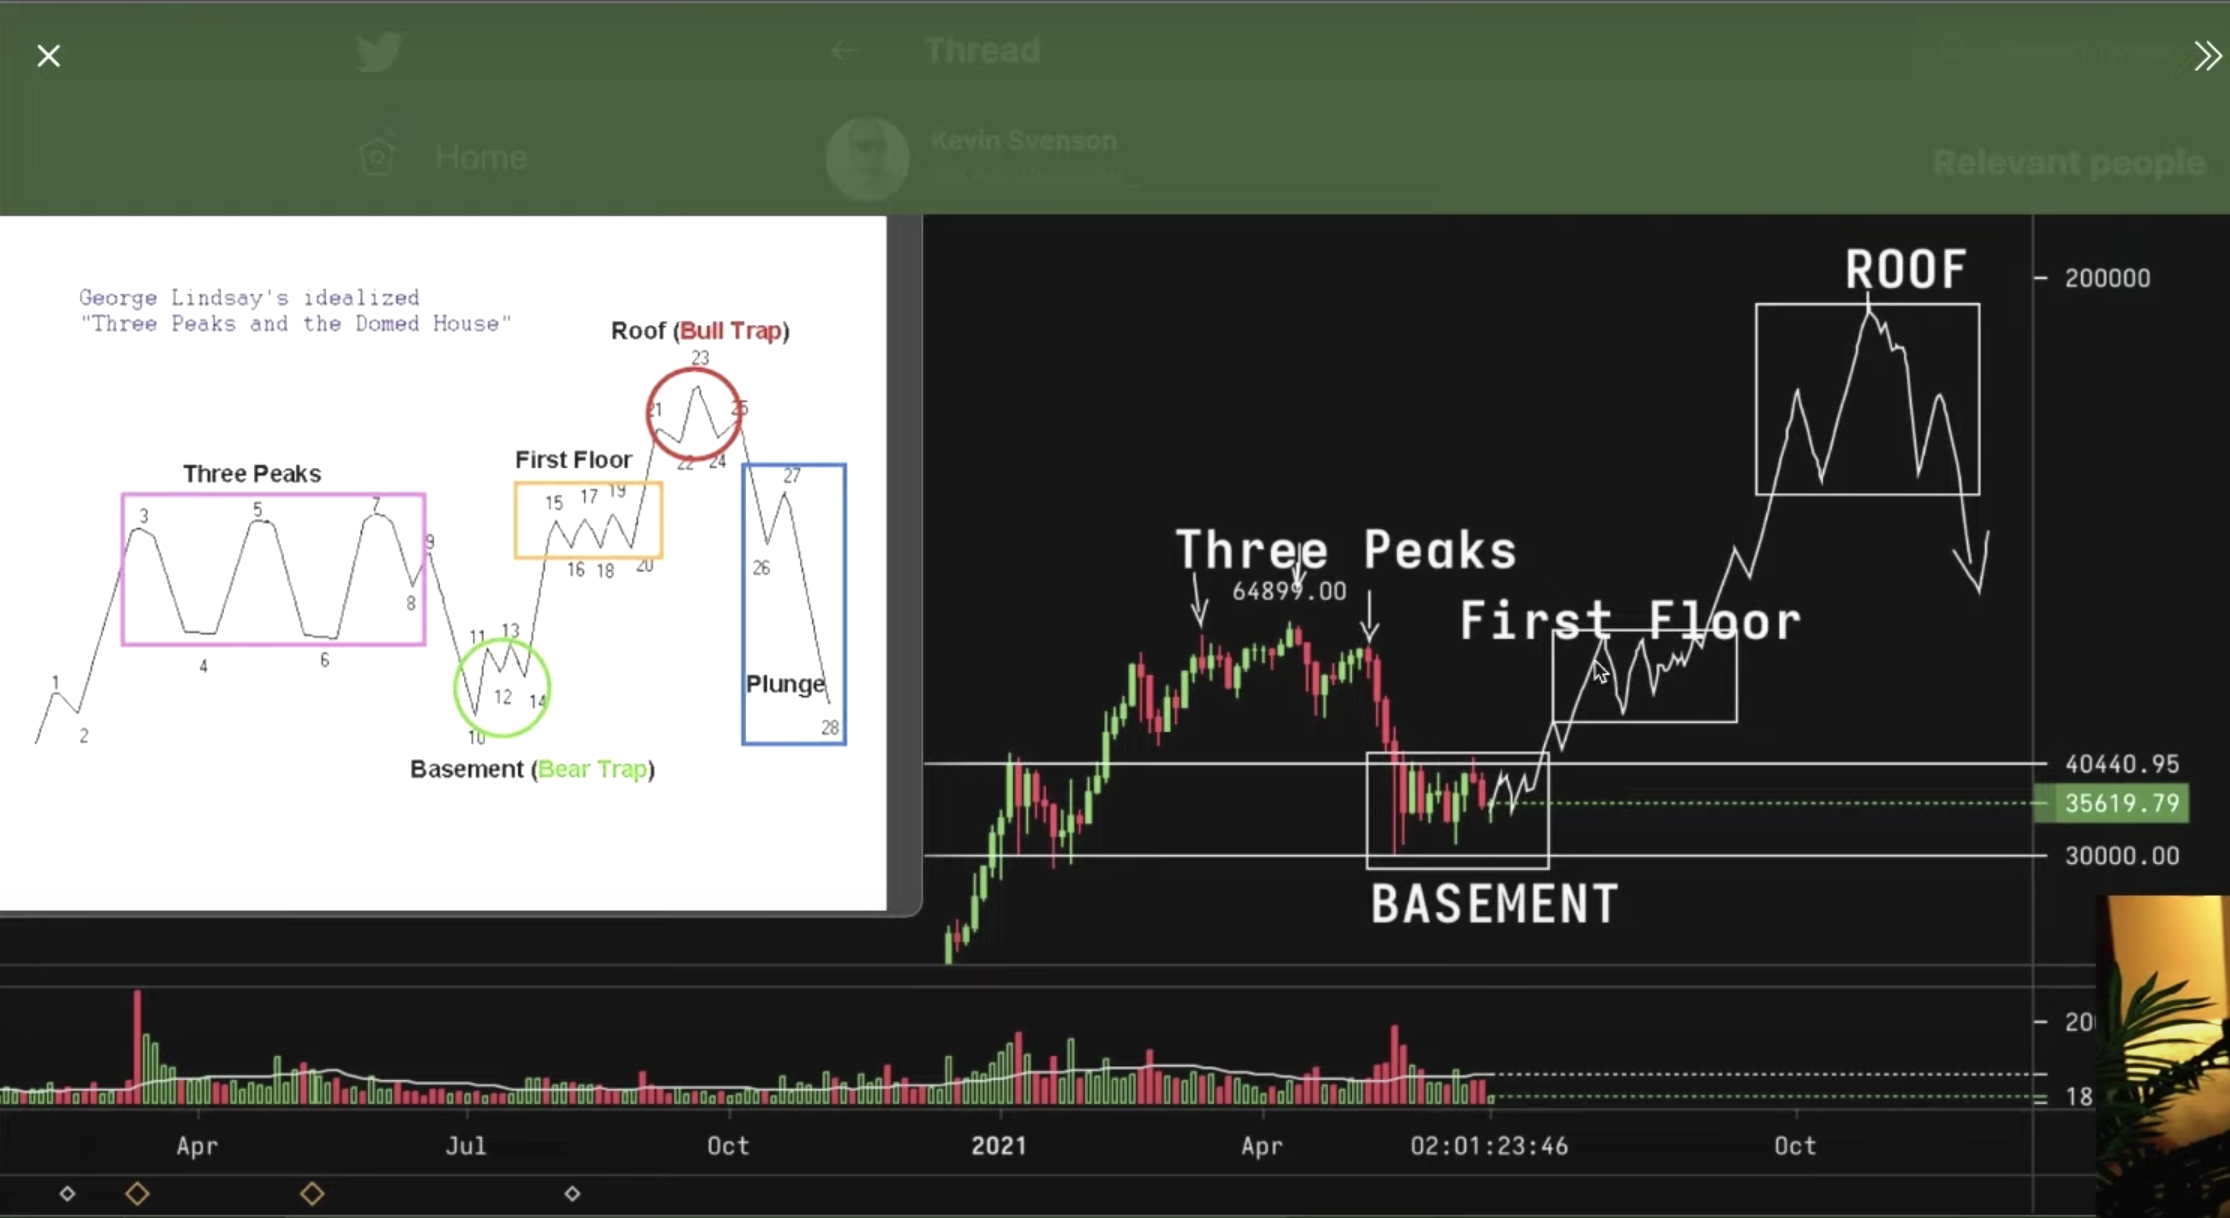 Thread
Home
Kevin Svenson
Relevant people
George Lindsay's idealized
"Three Peaks and the Domed House"
Roof (Bull Trap)
23
21
25
22
24
First Floor
15
17
19
16
18
20
Three Peaks
3
5
7
9
4
6
8
1
2
11
13
12
14
10
Basement (Bear Trap)
27
26
Plunge
28
ROOF
200000
Three Peaks
64899.00
First Floor
40440.95
35619.79
30000.00
BASEMENT
20
18
Apr
Jul
Oct
2021
Apr
02:01:23:46
Oct